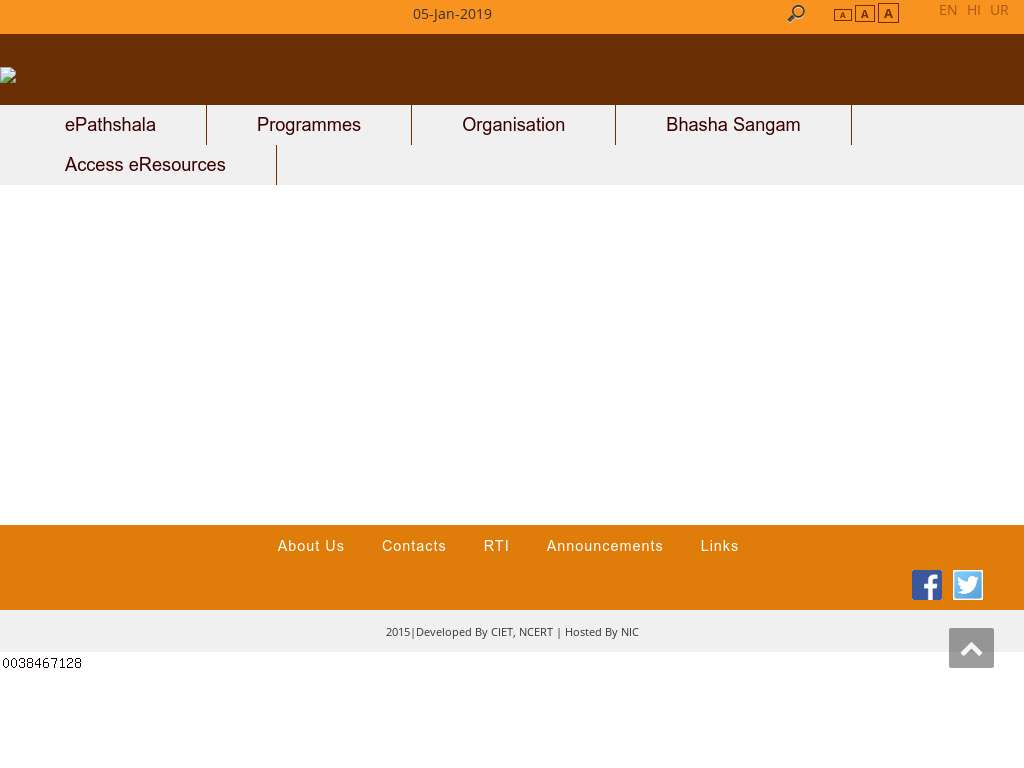 05-Jan-2019 A A A EN HI UR
ePathshala Programmes Organisation Bhasha Sangam
Access eResources
About Us Contacts RTI Announcements Links
2015|Developed By CIET, NCERT | Hosted By NIC
0038467128